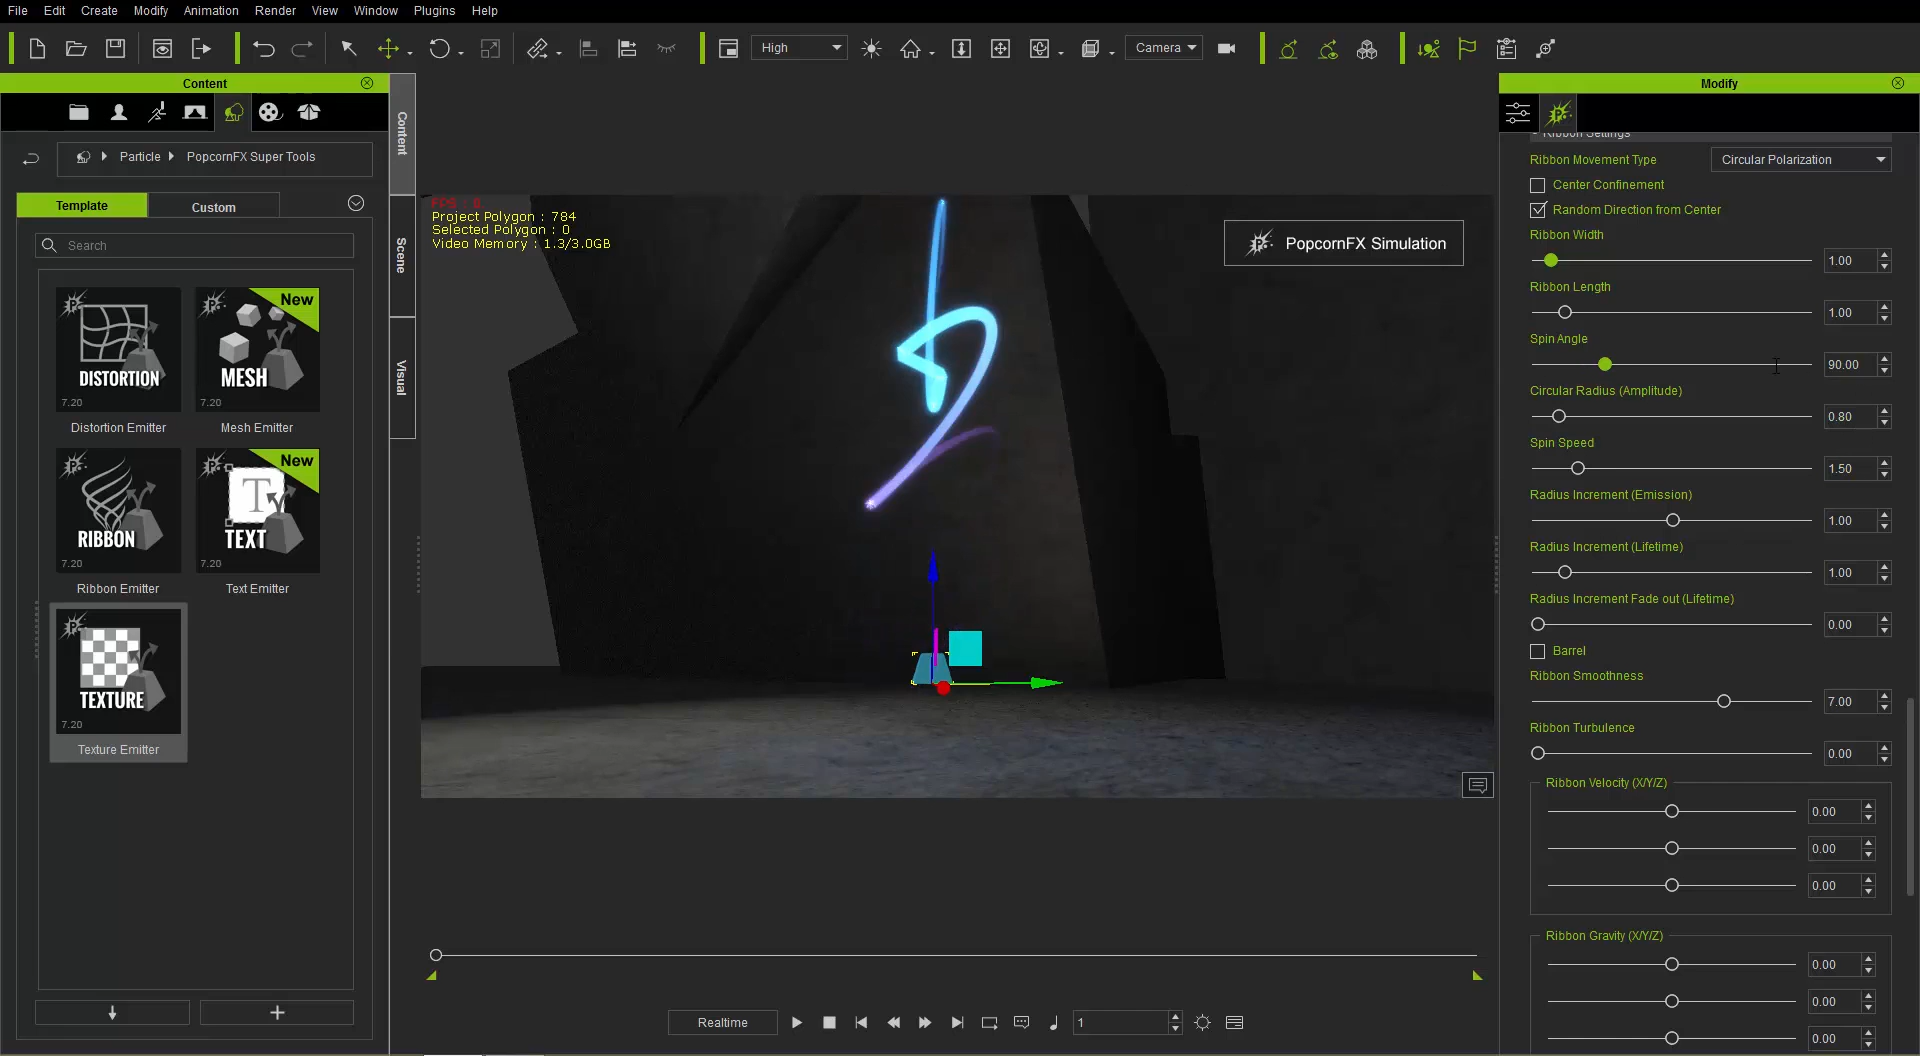 File Edit Create Modify Animation Render View Window Plugins Help
High
Camera
Content
Modify
Particle PopcornFX Super Tools
Template
Custom
Search
DISTORTION
7.20
Distortion Emitter
New
MESH
7.20
Mesh Emitter
RIBBON
7.20
Ribbon Emitter
New
T
TEXT
7.20
Text Emitter
TEXTURE
7.20
Texture Emitter
Content
Scene
Visual
FPS : 0
Project Polygon : 784
Selected Polygon : 0
Video Memory : 1.3/3.0GB
PopcornFX Simulation
Realtime
1
Ribbon Settings
Ribbon Movement Type
Circular Polarization
Center Confinement
Random Direction from Center
Ribbon Width
1.00
Ribbon Length
1.00
Spin Angle
90.00
Circular Radius (Amplitude)
0.80
Spin Speed
1.50
Radius Increment (Emission)
1.00
Radius Increment (Lifetime)
1.00
Radius Increment Fade out (Lifetime)
0.00
Barrel
Ribbon Smoothness
7.00
Ribbon Turbulence
0.00
Ribbon Velocity (X/Y/Z)
0.00
0.00
0.00
Ribbon Gravity (X/Y/Z)
0.00
0.00
0.00